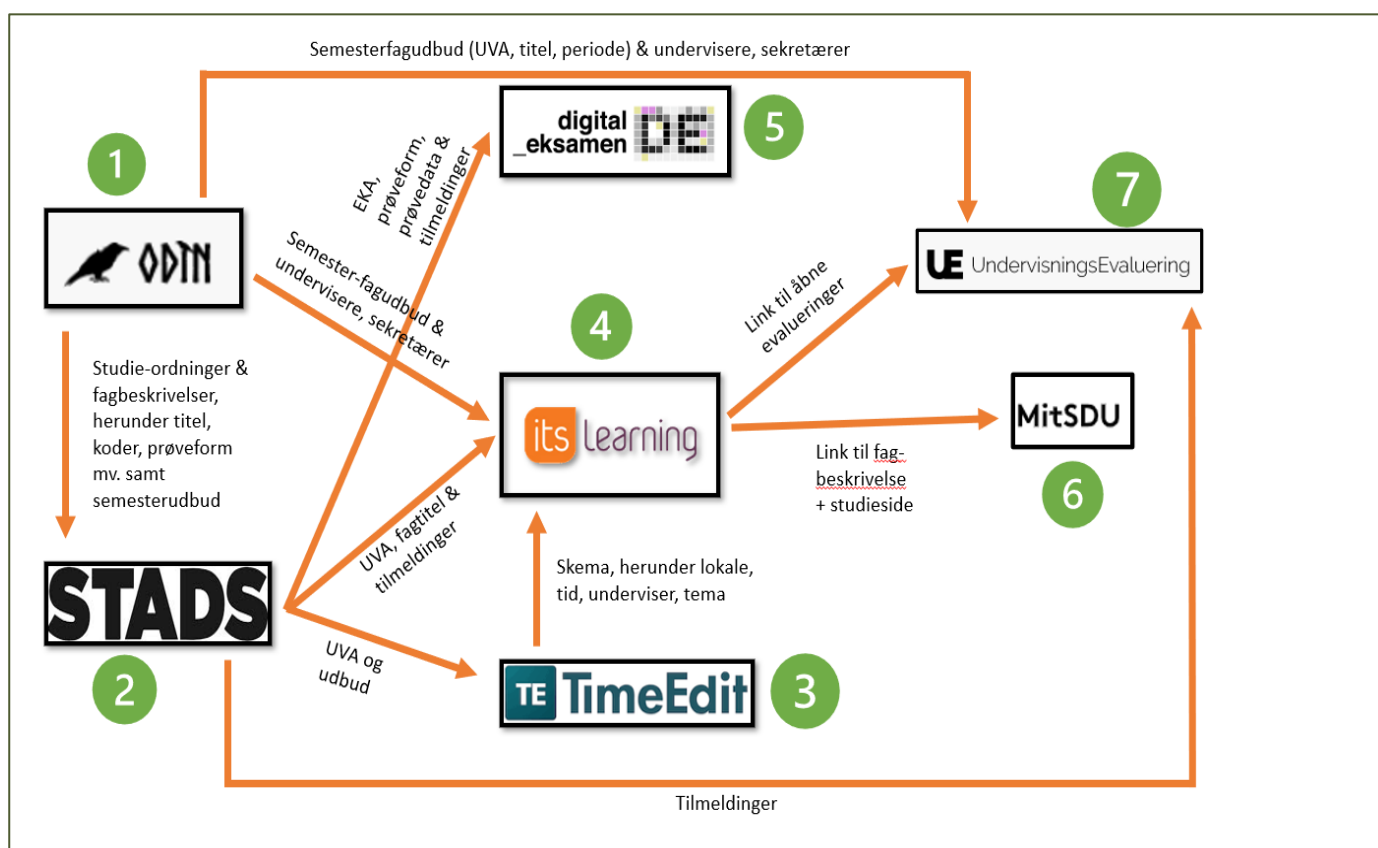 Semesterfagudbud (UVA, titel, periode) & undervisere, sekretærer
digital
_eksamen DE
5
1
EKA,
prøveform,
prøvedata &
tilmeldinger
7
ODIN
Semester-fagudbud &
undervisere, sekretærer
UE UndervisningsEvaluering
Link til åbne
evalueringer
4
Studie-ordninger &
fagbeskrivelser,
herunder titel,
koder, prøveform
mv. samt
semesterudbud
its learning
MitSDU
Link til fag-
beskrivelse
+ studieside
6
UVA, fagtitel &
tilmeldinger
Skema, herunder lokale,
tid, underviser, tema
STADS
2
UVA og
udbud
TE TimeEdit
3
Tilmeldinger